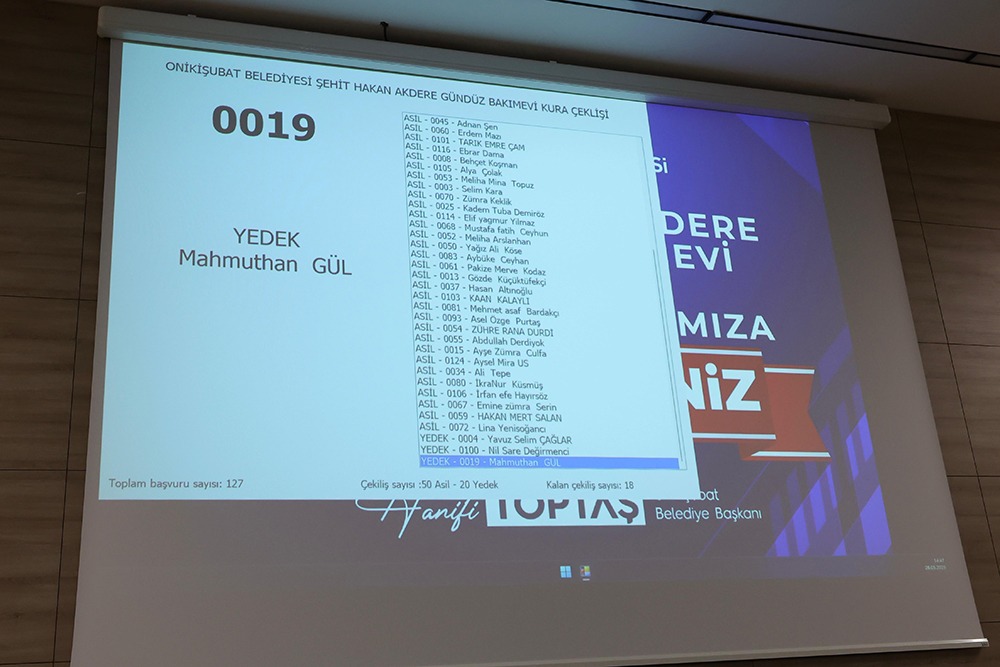 ONİKİŞUBAT BELEDİYESİ ŞEHİT HAKAN AKDERE GÜNDÜZ BAKIMEVİ KURA ÇEKLİŞİ
0019
YEDEK
Mahmuthan GÜL
ASİL - 0045 - Adnan Şen
ASİL - 0060 - Erdem Mazı
ASİL - 0101 - TARIK EMRE ÇAM
ASİL - 0116 - Ebrar Dama
ASİL - 0008 - Behçet Koşman
ASİL - 0105 - Alya Çolak
ASİL - 0053 - Meliha Mina Topuz
ASİL - 0003 - Selim Kara
ASİL - 0070 - Zümra Keklik
ASİL - 0025 - Kadem Tuba Demiröz
ASİL - 0114 - Elif yagmur Yilmaz
ASİL - 0068 - Mustafa fatih Ceyhun
ASİL - 0052 - Meliha Arslanhan
ASİL - 0050 - Yağız Ali Köse
ASİL - 0083 - Aybüke Ceyhan
ASİL - 0061 - Pakize Merve Kodaz
ASİL - 0013 - Gözde Küçüktüfekçi
ASİL - 0037 - Hasan Altınoğlu
ASİL - 0103 - KAAN KALAYLI
ASİL - 0081 - Mehmet asaf Bardakçı
ASİL - 0093 - Asel Özge Purtaş
ASİL - 0054 - ZÜHRE RANA DURDİ
ASİL - 0055 - Abdullah Derdiyok
ASİL - 0015 - Ayşe Zümra Culfa
ASİL - 0124 - Aysel Mira US
ASİL - 0034 - Ali Tepe
ASİL - 0080 - İkraNur Küsmüş
ASİL - 0106 - İrfan efe Hayırsöz
ASİL - 0067 - Emine zümra Serin
ASİL - 0059 - HAKAN MERT SALAN
ASİL - 0072 - Lina Yenisoğancı
YEDEK - 0004 - Yavuz Selim ÇAĞLAR
YEDEK - 0100 - Nil Sare Değirmenci
YEDEK - 0019 - Mahmuthan GÜL
Toplam başvuru sayısı: 127
Çekiliş sayısı :50 Asil - 20 Yedek
Kalan çekiliş sayısı: 18
Sİ
DERE
EVİ
MIZA
NİZ
Hanifi TOPTAŞ
Belediye Başkanı